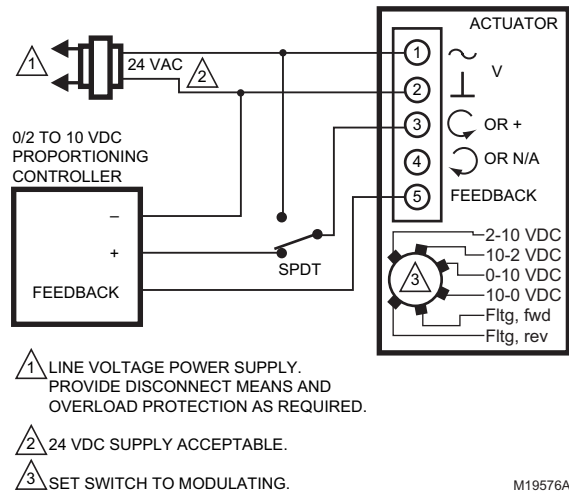 ACTUATOR
1
24 VAC
2
1
V
2
0/2 TO 10 VDC
PROPORTIONING
CONTROLLER
3 OR +
4 OR N/A
5 FEEDBACK
–
+
FEEDBACK
SPDT
3
2-10 VDC
10-2 VDC
0-10 VDC
10-0 VDC
Fltg, fwd
Fltg, rev
1 LINE VOLTAGE POWER SUPPLY.
PROVIDE DISCONNECT MEANS AND
OVERLOAD PROTECTION AS REQUIRED.
2 24 VDC SUPPLY ACCEPTABLE.
3 SET SWITCH TO MODULATING.
M19576A